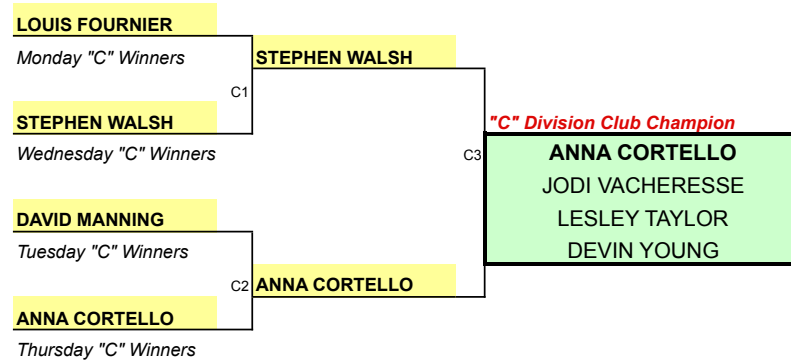 LOUIS FOURNIER
Monday "C" Winners
STEPHEN WALSH
C1
STEPHEN WALSH
"C" Division Club Champion
Wednesday "C" Winners
C3
ANNA CORTELLO
JODI VACHERESSE
LESLEY TAYLOR
DEVIN YOUNG
DAVID MANNING
Tuesday "C" Winners
C2
ANNA CORTELLO
ANNA CORTELLO
Thursday "C" Winners